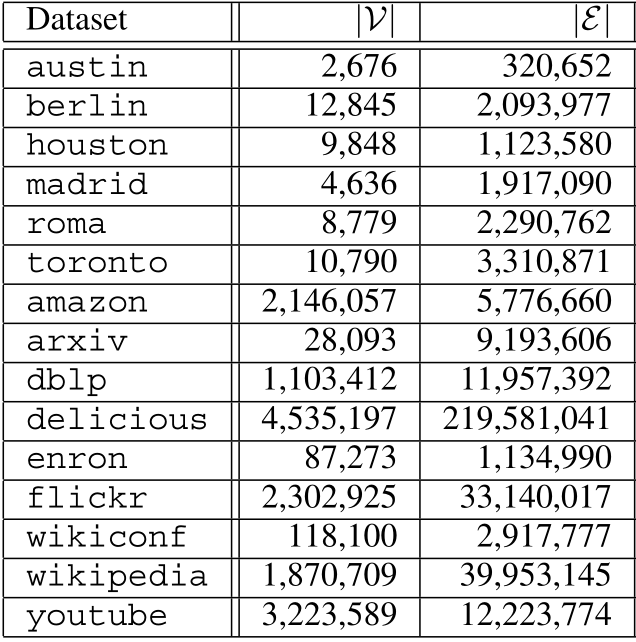 Dataset |𝒱| |ℰ|
austin 2,676 320,652
berlin 12,845 2,093,977
houston 9,848 1,123,580
madrid 4,636 1,917,090
roma 8,779 2,290,762
toronto 10,790 3,310,871
amazon 2,146,057 5,776,660
arxiv 28,093 9,193,606
dblp 1,103,412 11,957,392
delicious 4,535,197 219,581,041
enron 87,273 1,134,990
flickr 2,302,925 33,140,017
wikiconf 118,100 2,917,777
wikipedia 1,870,709 39,953,145
youtube 3,223,589 12,223,774